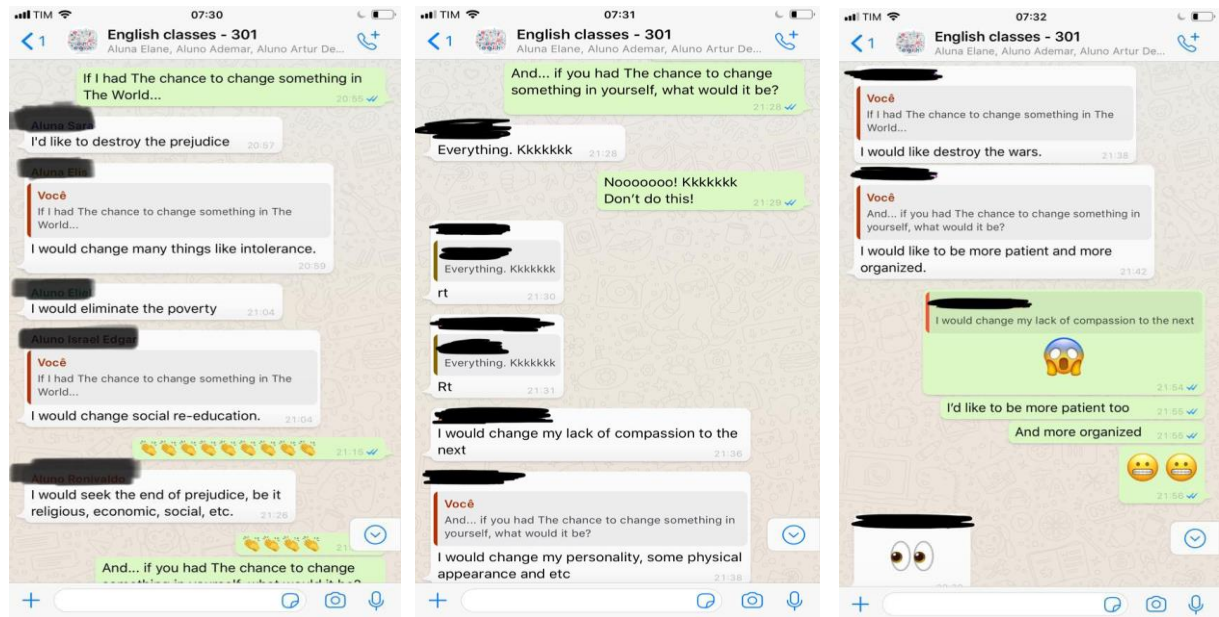 TIM 07:30
1
English classes - 301
Aluna Elane, Aluno Ademar, Aluno Artur De...
If I had The chance to change something in
The World...
20:55
I'd like to destroy the prejudice 20:57
Você
If I had The chance to change something in The
World...
I would change many things like intolerance.
20:59
I would eliminate the poverty 21:04
Você
If I had The chance to change something in The
World...
I would change social re-education. 21:04
21:15
I would seek the end of prejudice, be it
religious, economic, social, etc. 21:26
And... if you had The chance to change
TIM 07:31
1
English classes - 301
Aluna Elane, Aluno Ademar, Aluno Artur De...
And... if you had The chance to change
something in yourself, what would it be?
21:28
Everything. Kkkkkkk 21:28
Nooooooo! Kkkkkkk
Don't do this! 21:29
Everything. Kkkkkkk
rt 21:30
Everything. Kkkkkkk
Rt 21:31
I would change my lack of compassion to the
next 21:36
Você
And... if you had The chance to change something in
yourself, what would it be?
I would change my personality, some physical
appearance and etc 21:38
TIM 07:32
1
English classes - 301
Aluna Elane, Aluno Ademar, Aluno Artur De...
Você
If I had The chance to change something in The
World...
I would like destroy the wars. 21:38
Você
And... if you had The chance to change something in
yourself, what would it be?
I would like to be more patient and more
organized. 21:42
I would change my lack of compassion to the next
21:54
I'd like to be more patient too 21:55
And more organized 21:56
21:56